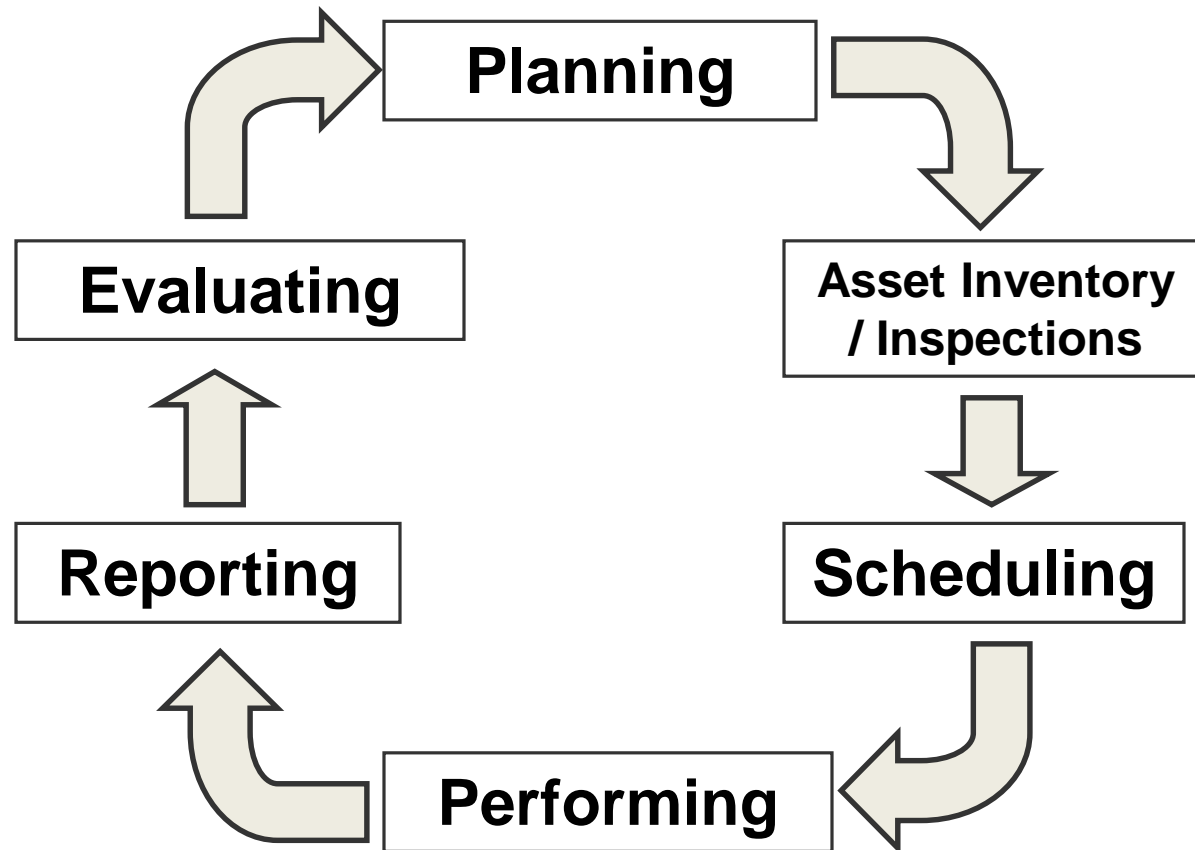 Planning
Asset Inventory
/ Inspections
Scheduling
Performing
Reporting
Evaluating